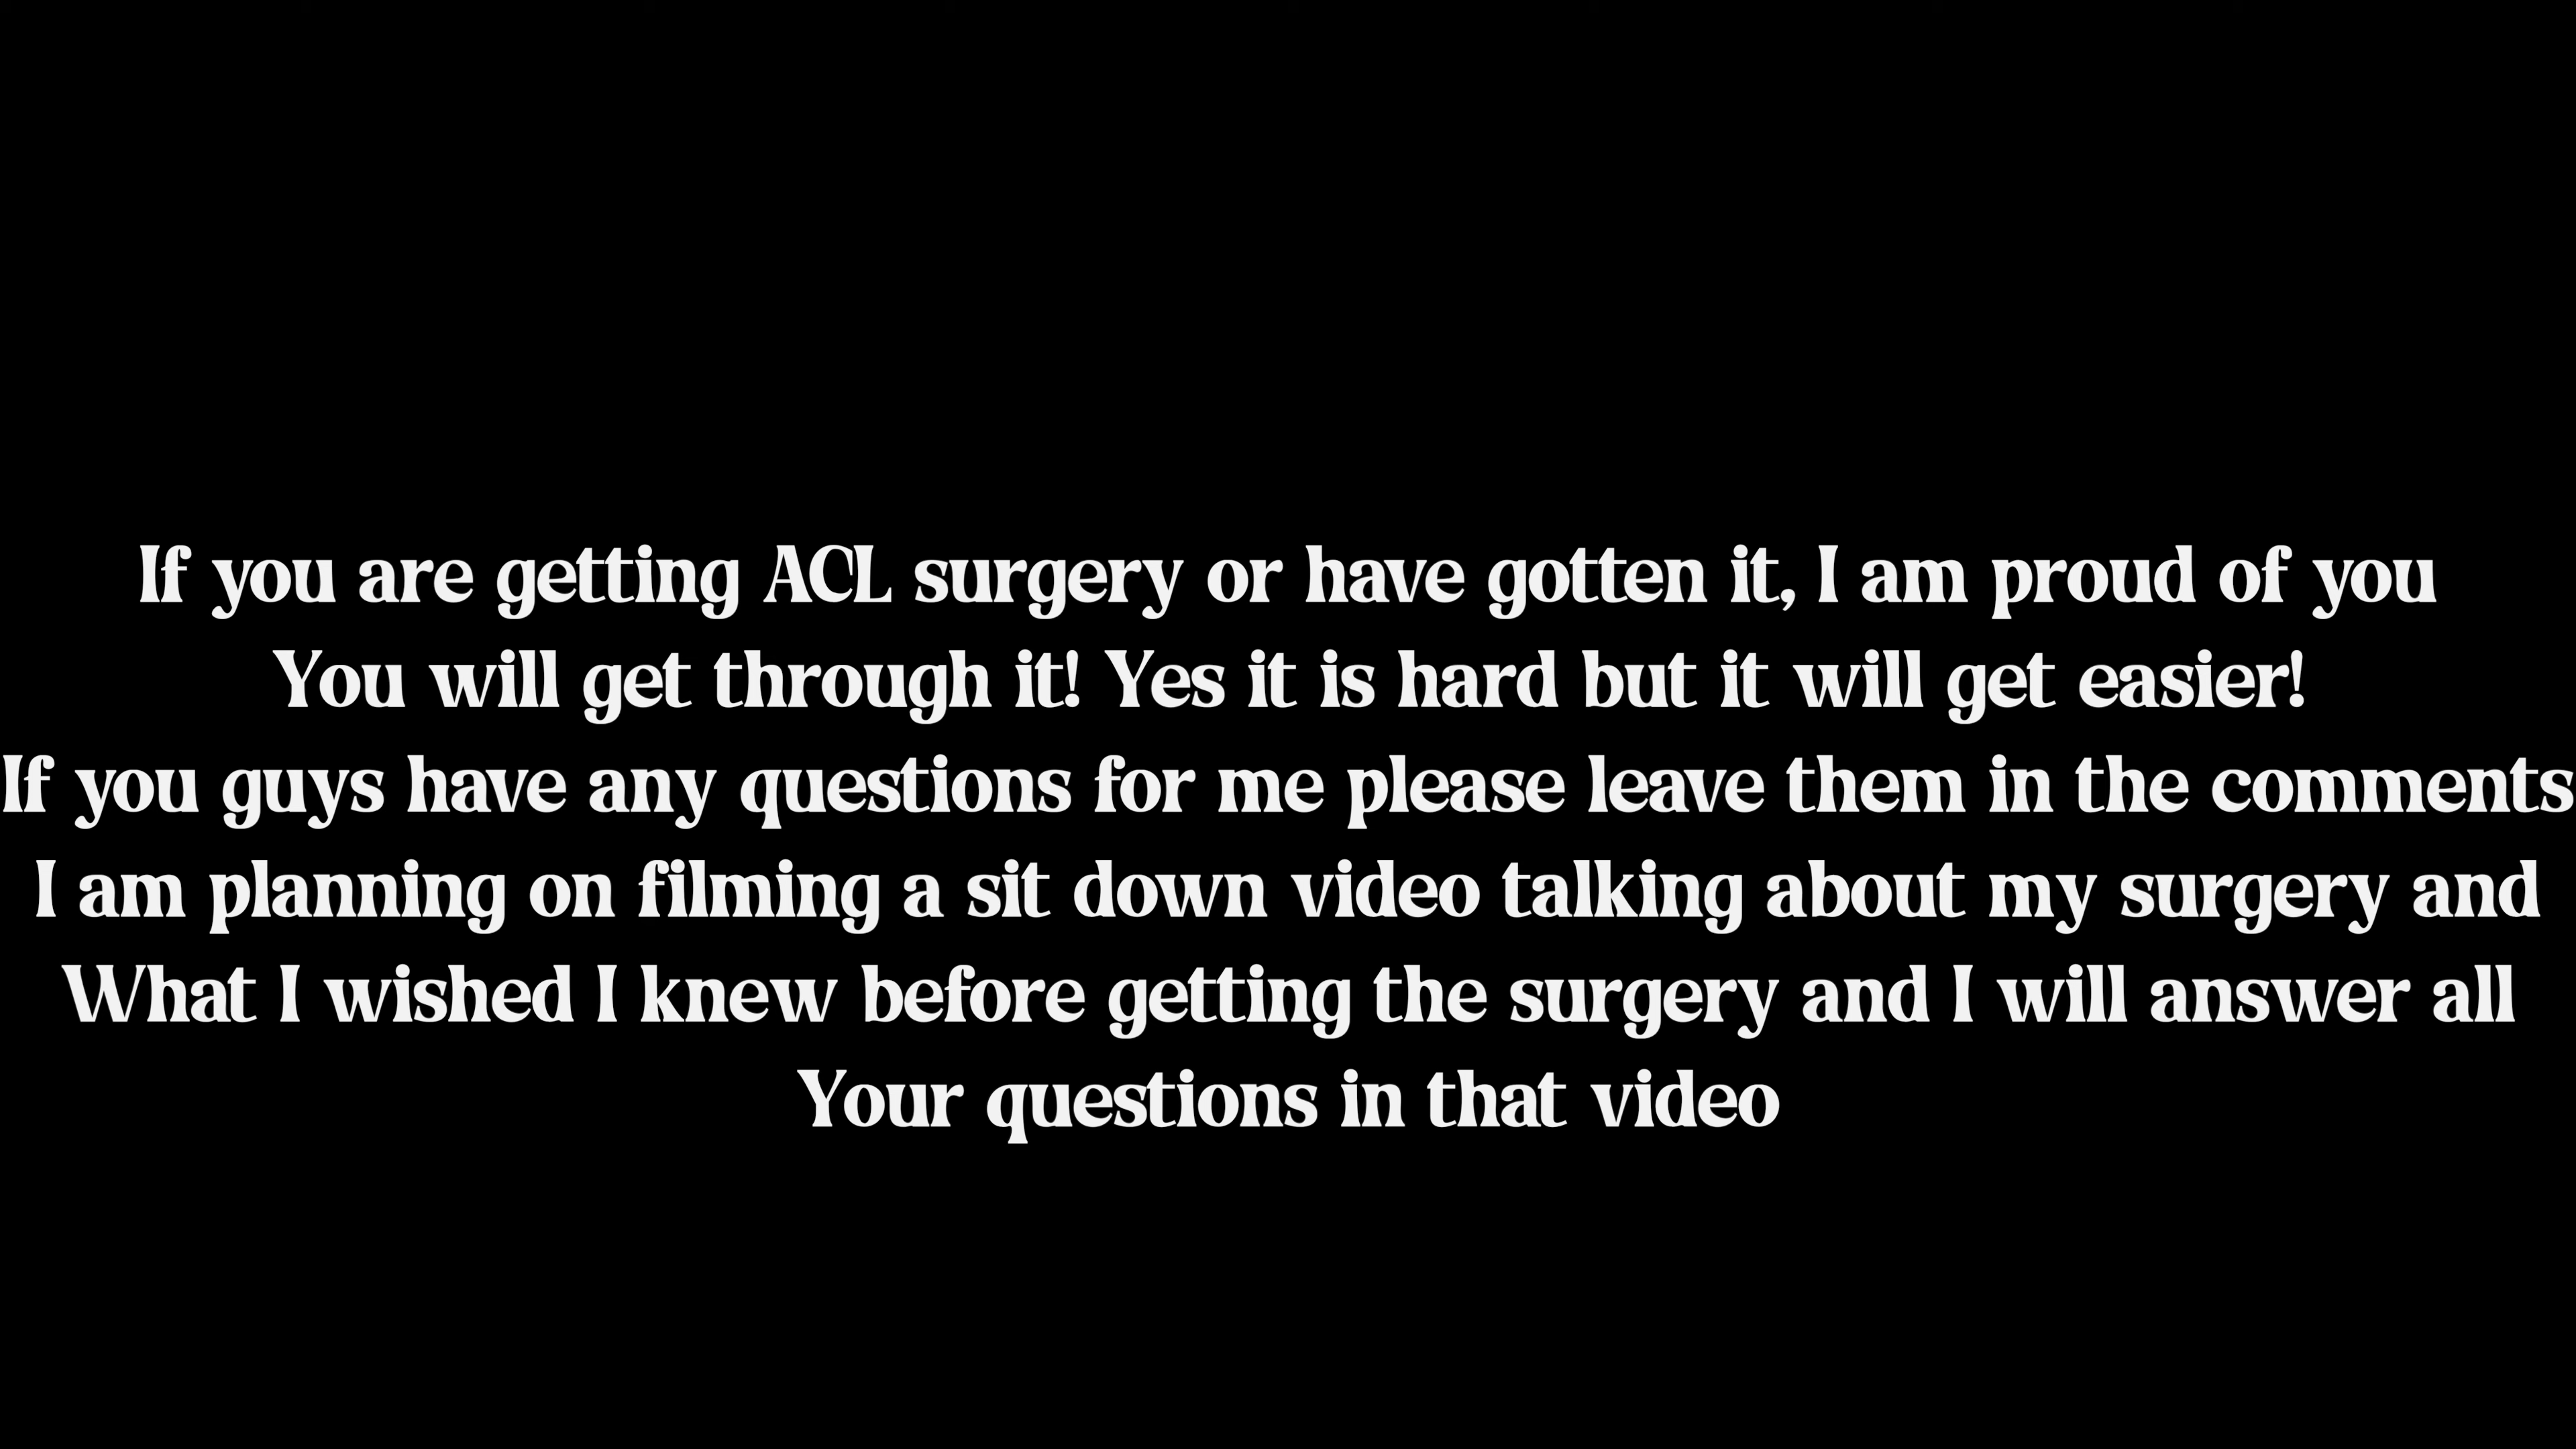 If you are getting ACL surgery or have gotten it, I am proud of you
You will get through it! Yes it is hard but it will get easier!
If you guys have any questions for me please leave them in the comments
I am planning on filming a sit down video talking about my surgery and
What I wished I knew before getting the surgery and I will answer all
Your questions in that video